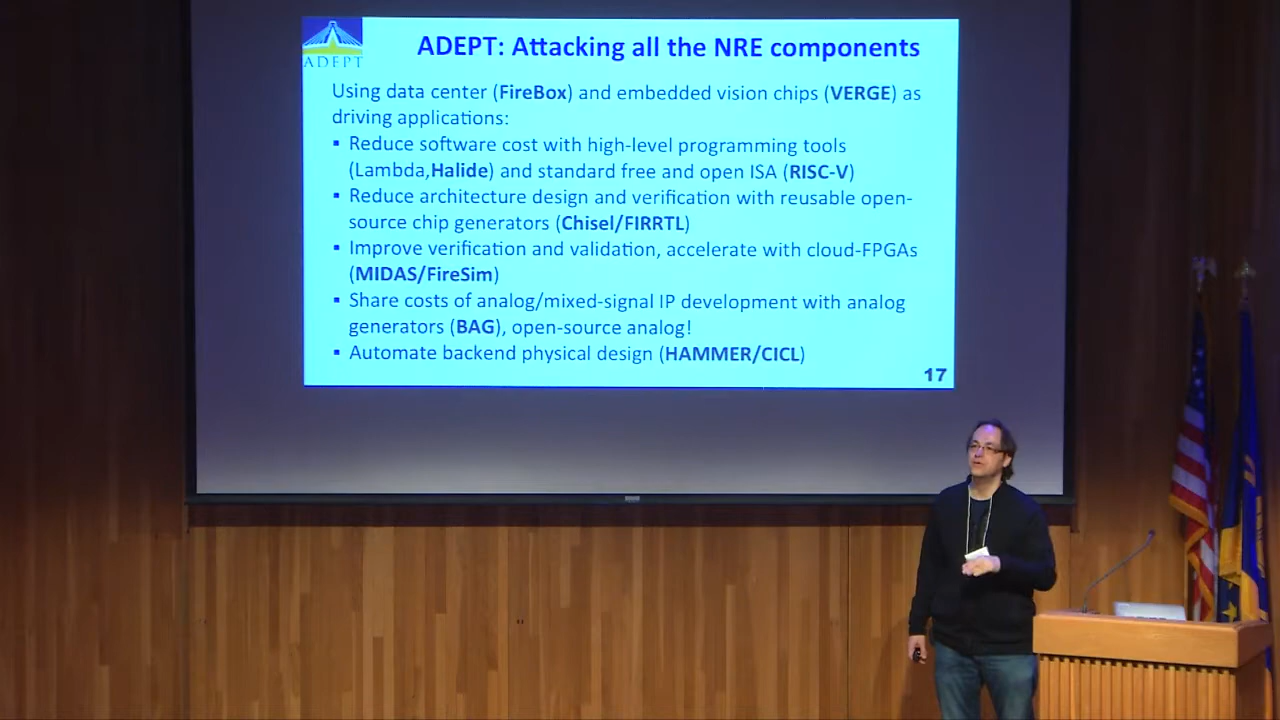 ADEPT
ADEPT: Attacking all the NRE components
Using data center (FireBox) and embedded vision chips (VERGE) as
driving applications:
▪ Reduce software cost with high-level programming tools
(Lambda,Halide) and standard free and open ISA (RISC-V)
▪ Reduce architecture design and verification with reusable open-
source chip generators (Chisel/FIRRTL)
▪ Improve verification and validation, accelerate with cloud-FPGAs
(MIDAS/FireSim)
▪ Share costs of analog/mixed-signal IP development with analog
generators (BAG), open-source analog!
▪ Automate backend physical design (HAMMER/CICL)
17